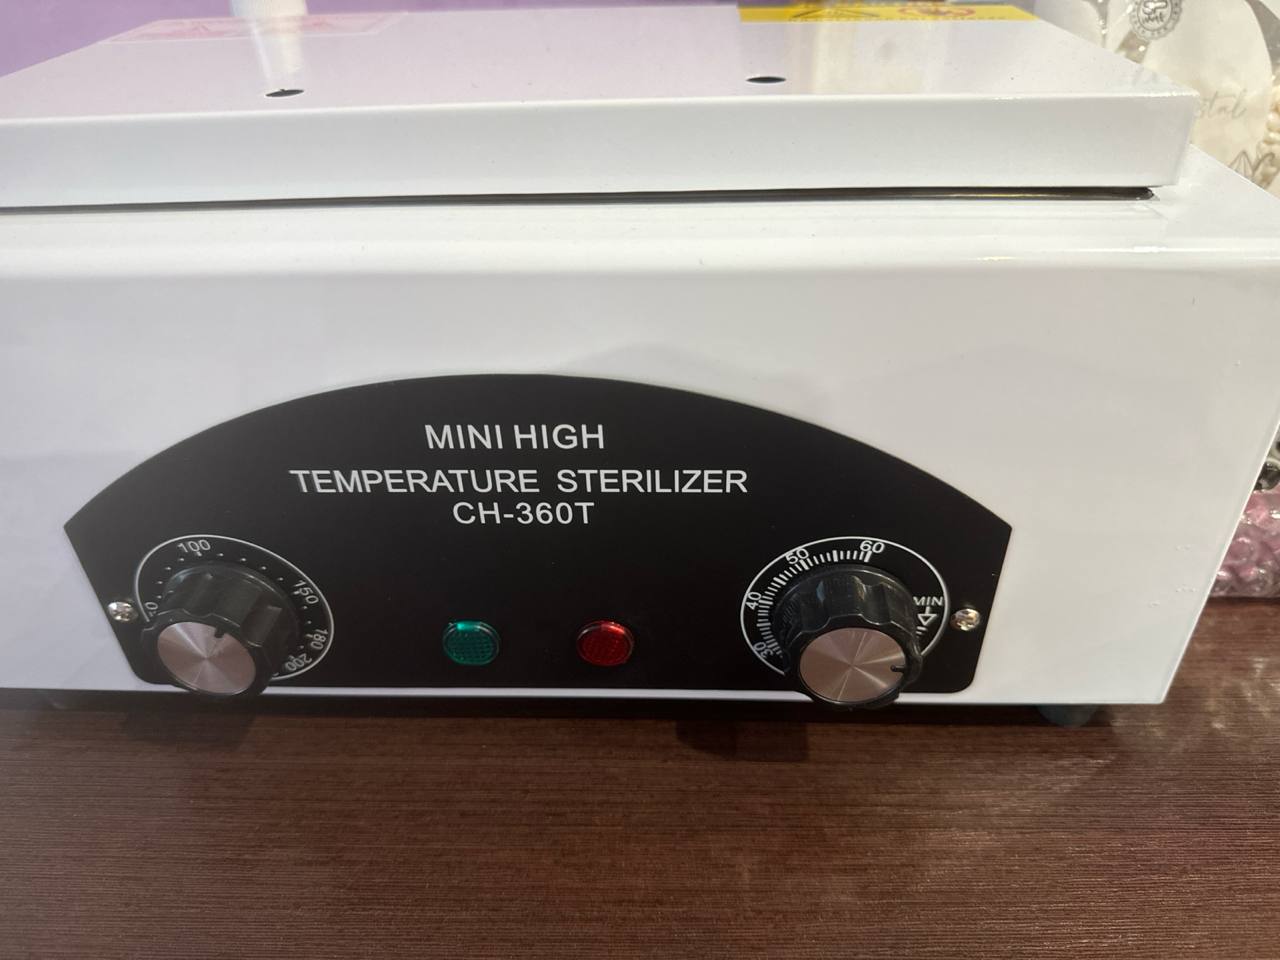 MINI HIGH
TEMPERATURE STERILIZER
CH-360T
100
150
180
200
30
40
50
60
MIN